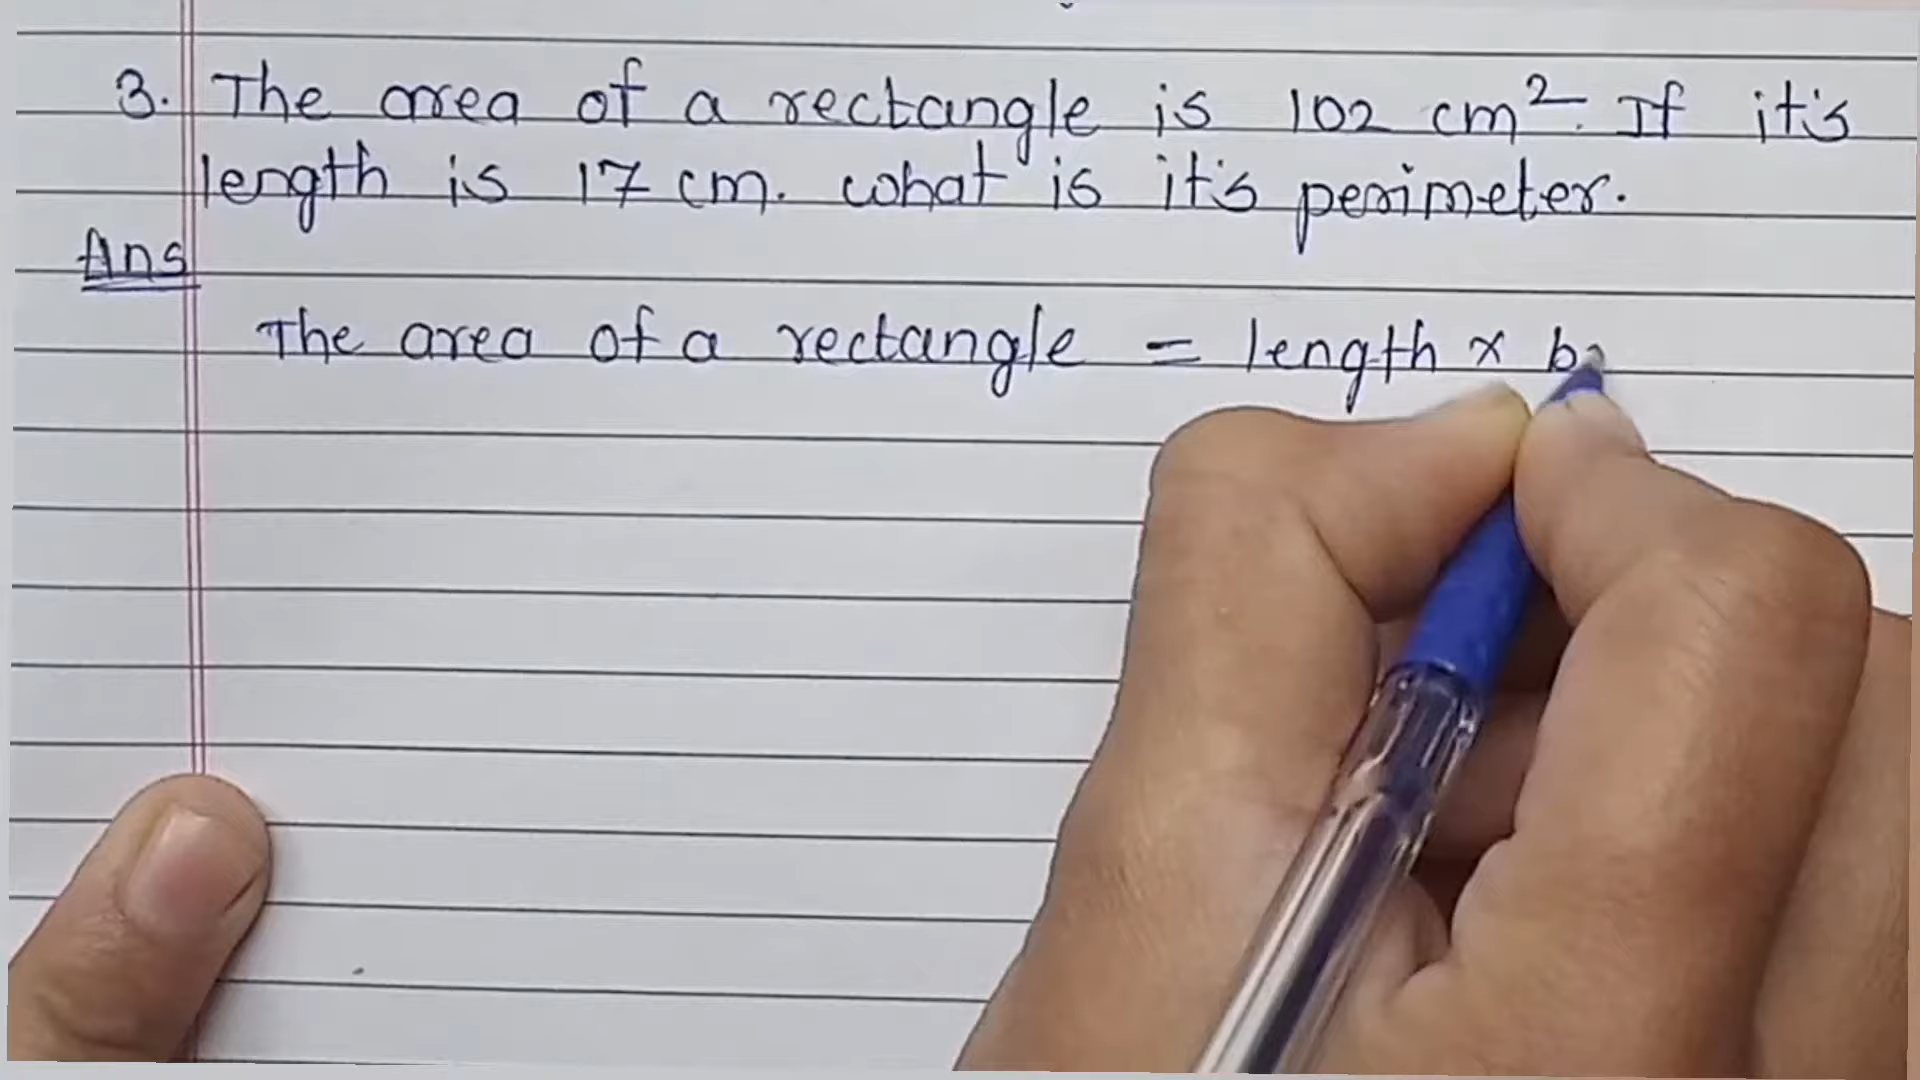 3. The area of a rectangle is 102 cm². If it's
length is 17 cm. what is it's perimeter.
Ans
The area of a rectangle = length x b